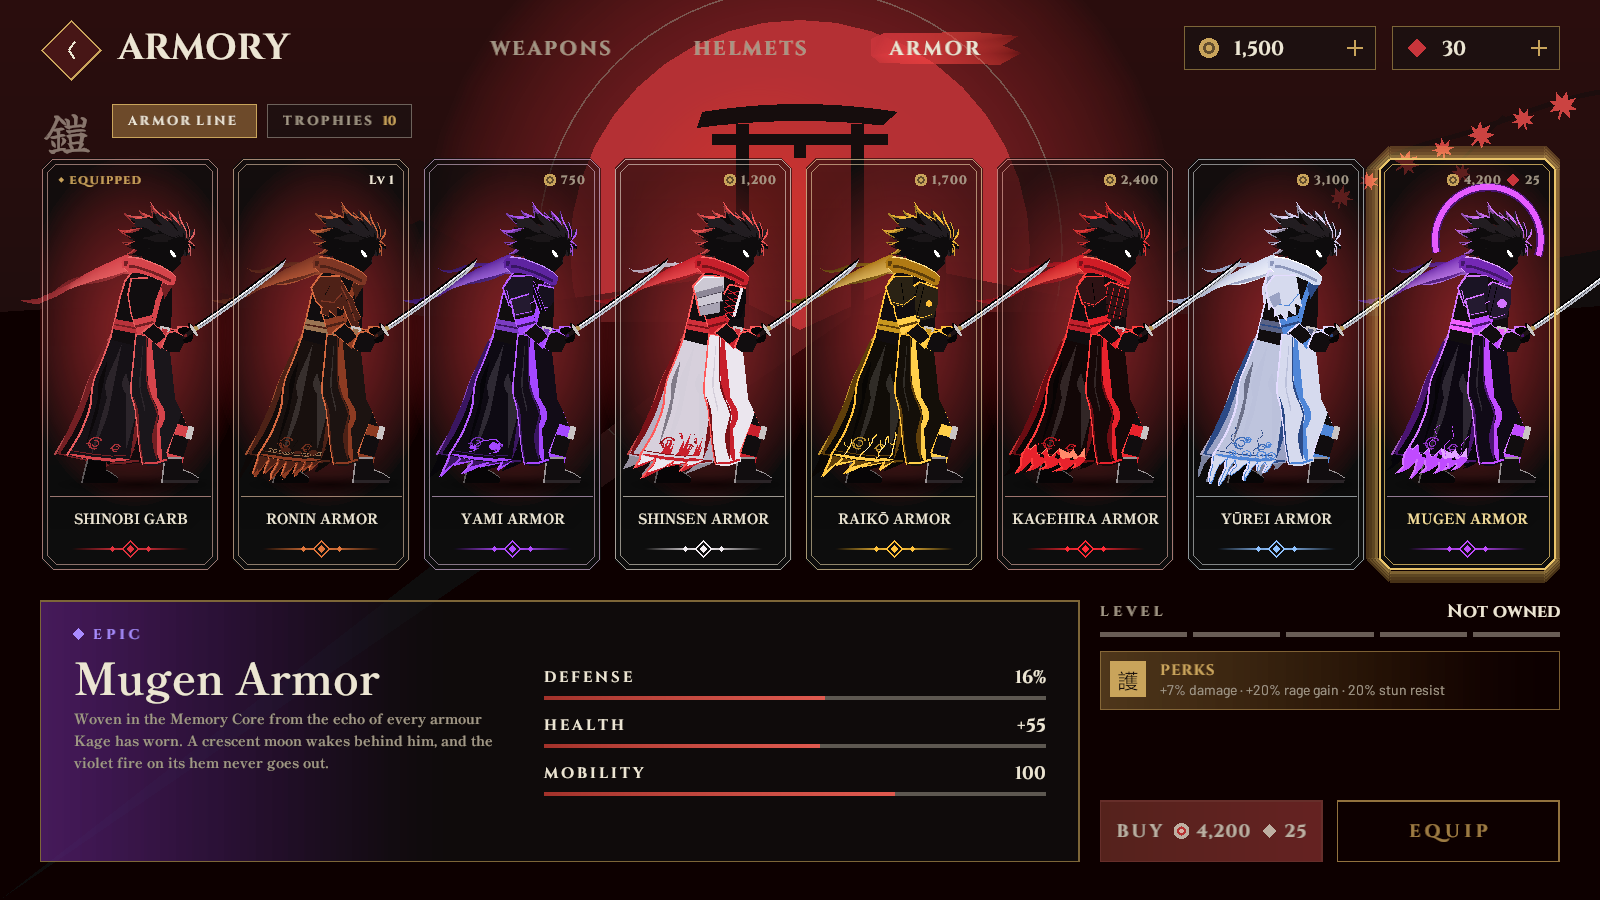 ARMORY
WEAPONS HELMETS ARMOR
1,500 +
30 +
鎧 ARMOR LINE TROPHIES 10
EQUIPPED
Lv 1
750
1,200
1,700
2,400
3,100
4,200 25
SHINOBI GARB
RONIN ARMOR
YAMI ARMOR
SHINSEN ARMOR
RAIKŌ ARMOR
KAGEHIRA ARMOR
YŪREI ARMOR
MUGEN ARMOR
EPIC
Mugen Armor
Woven in the Memory Core from the echo of every armour
Kage has worn. A crescent moon wakes behind him, and the
violet fire on its hem never goes out.
DEFENSE 16%
HEALTH +55
MOBILITY 100
LEVEL NOT OWNED
護 PERKS
+7% damage · +20% rage gain · 20% stun resist
BUY 4,200 25
EQUIP